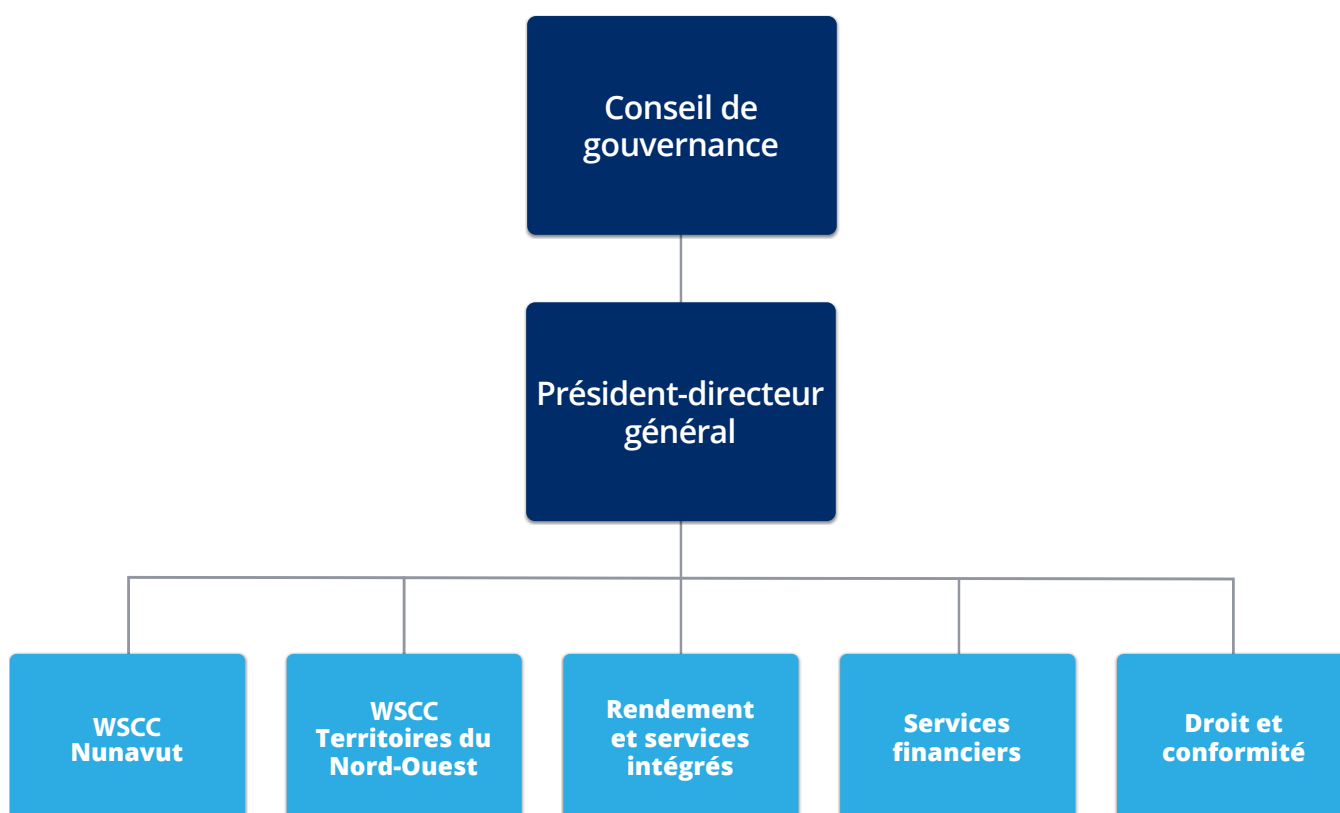 Conseil de
gouvernance
Président-directeur
général
WSCC
Nunavut
WSCC
Territoires du
Nord-Ouest
Rendement
et services
intégrés
Services
financiers
Droit et
conformité